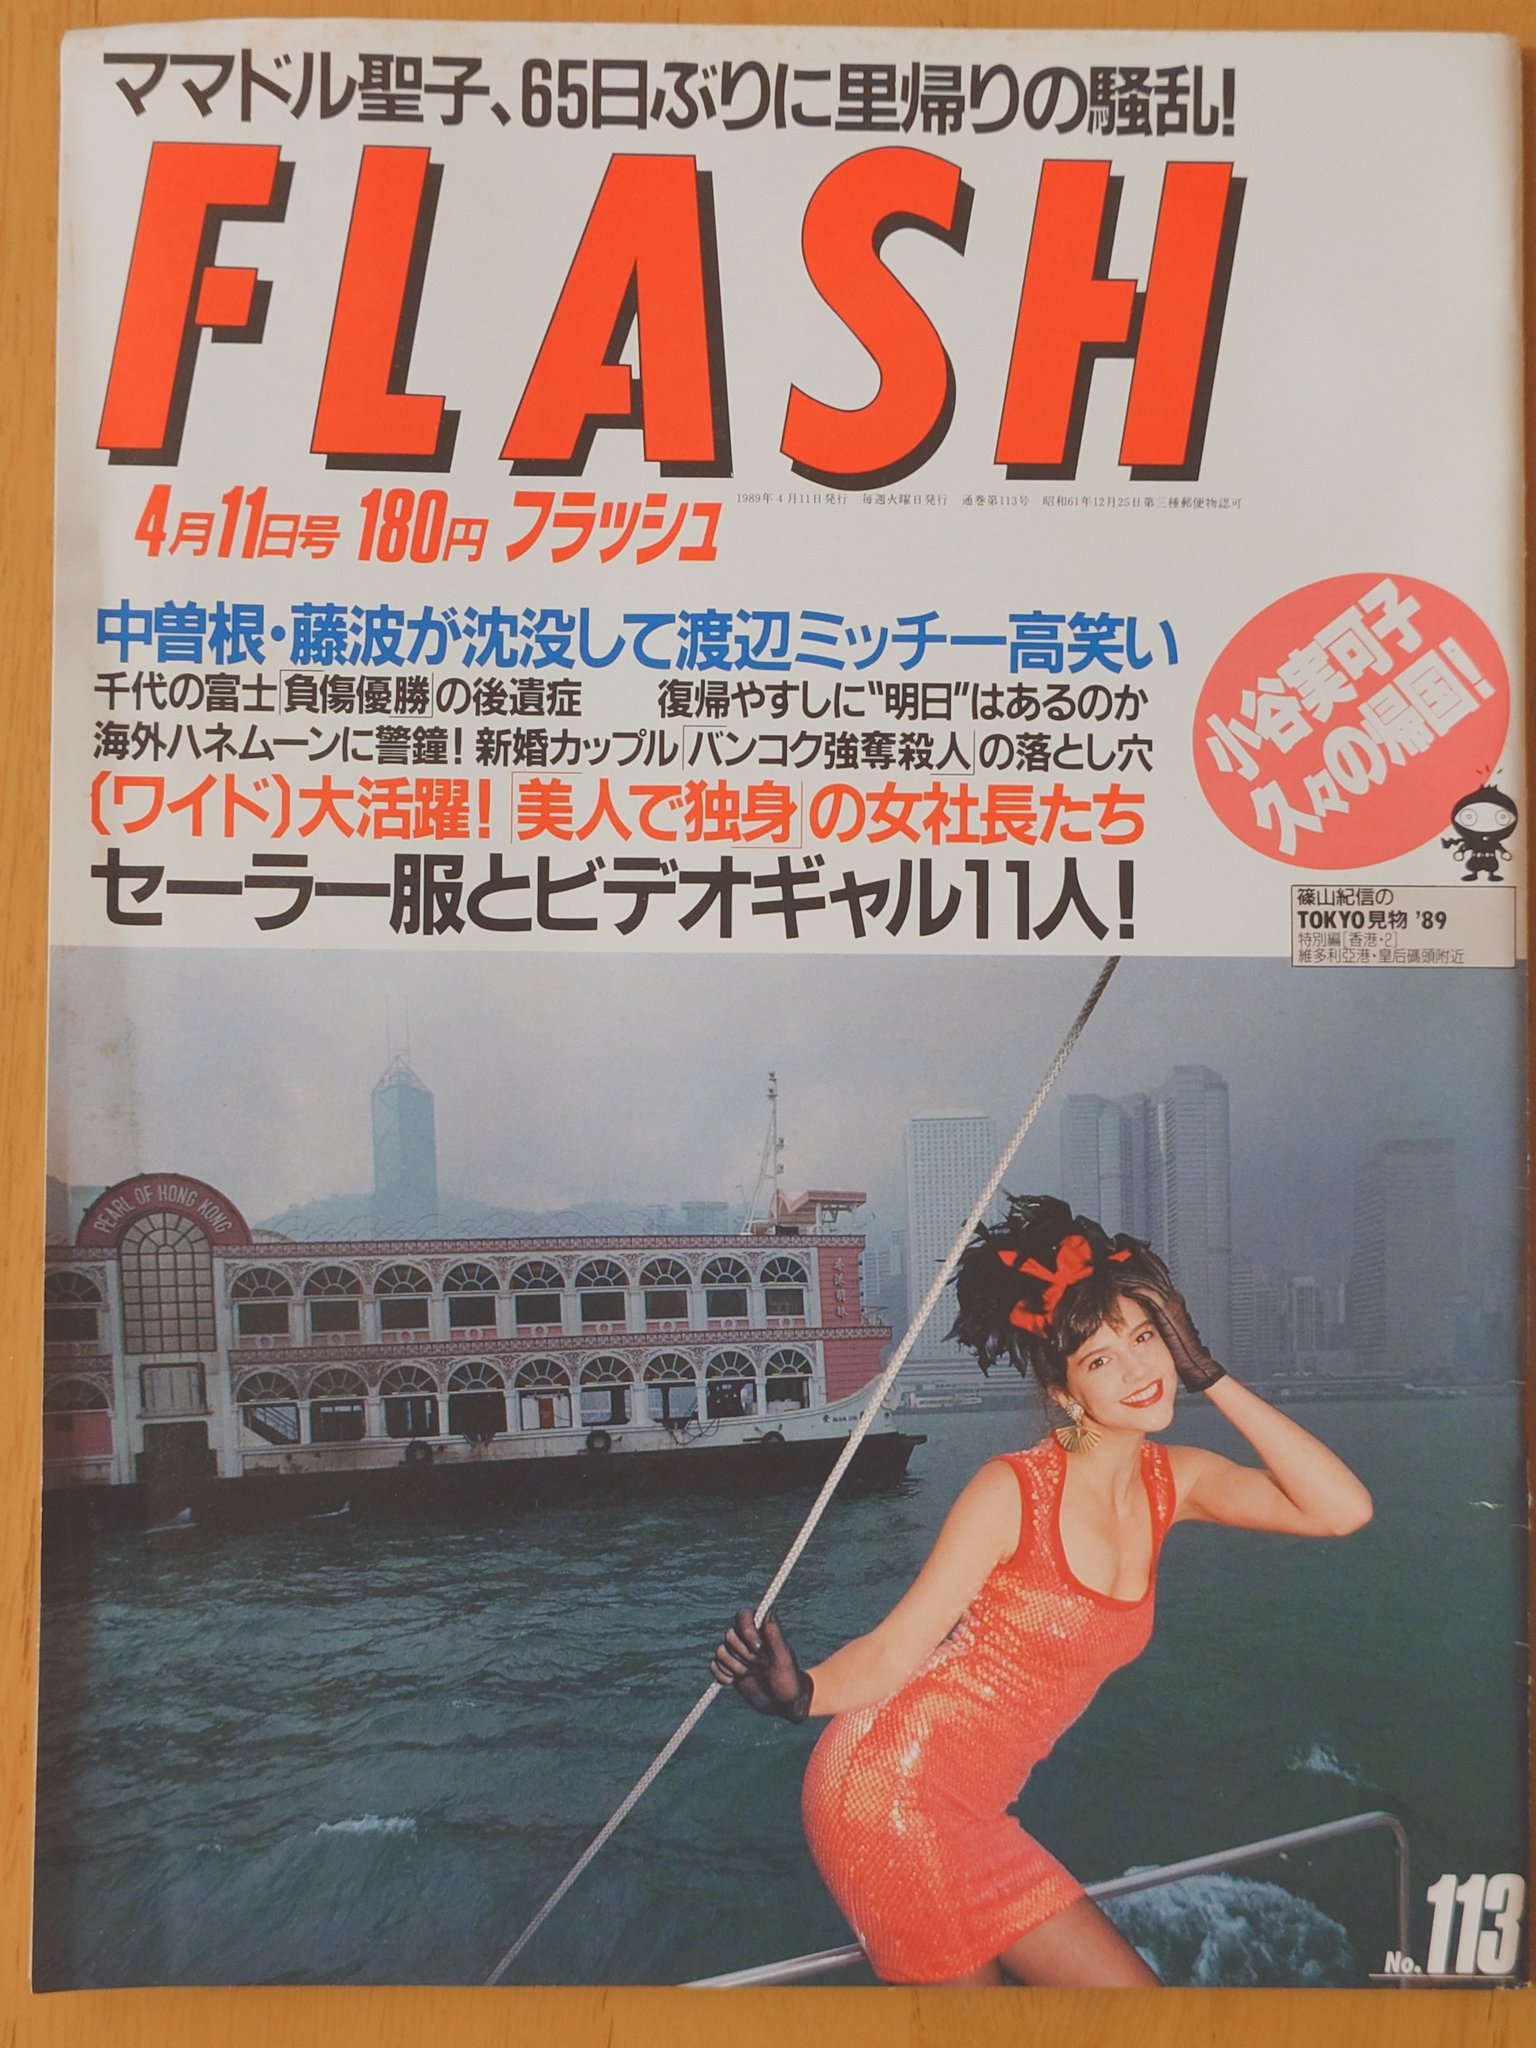 ママドル聖子、65日ぶりに里帰りの騒乱!
FLASH
4月11日号 180円 フラッシュ
1989年4月11日発行 毎週火曜日発行 通巻第113号 昭和61年12月25日第三種郵便物認可
中曽根・藤波が沈没して渡辺ミッチー高笑い
千代の富士「負傷優勝」の後遺症 復帰やすしに"明日"はあるのか
海外ハネムーンに警鐘!新婚カップル「バンコク強奪殺人」の落とし穴
〔ワイド〕大活躍!「美人で独身」の女社長たち
セーラー服とビデオギャル11人!
小谷実可子
久々の帰国!
篠山紀信の
TOKYO見物 '89
特別編[香港・2]
維多利亞港・皇后碼頭附近
PEARL OF HONG KONG
香港明珠
No.113